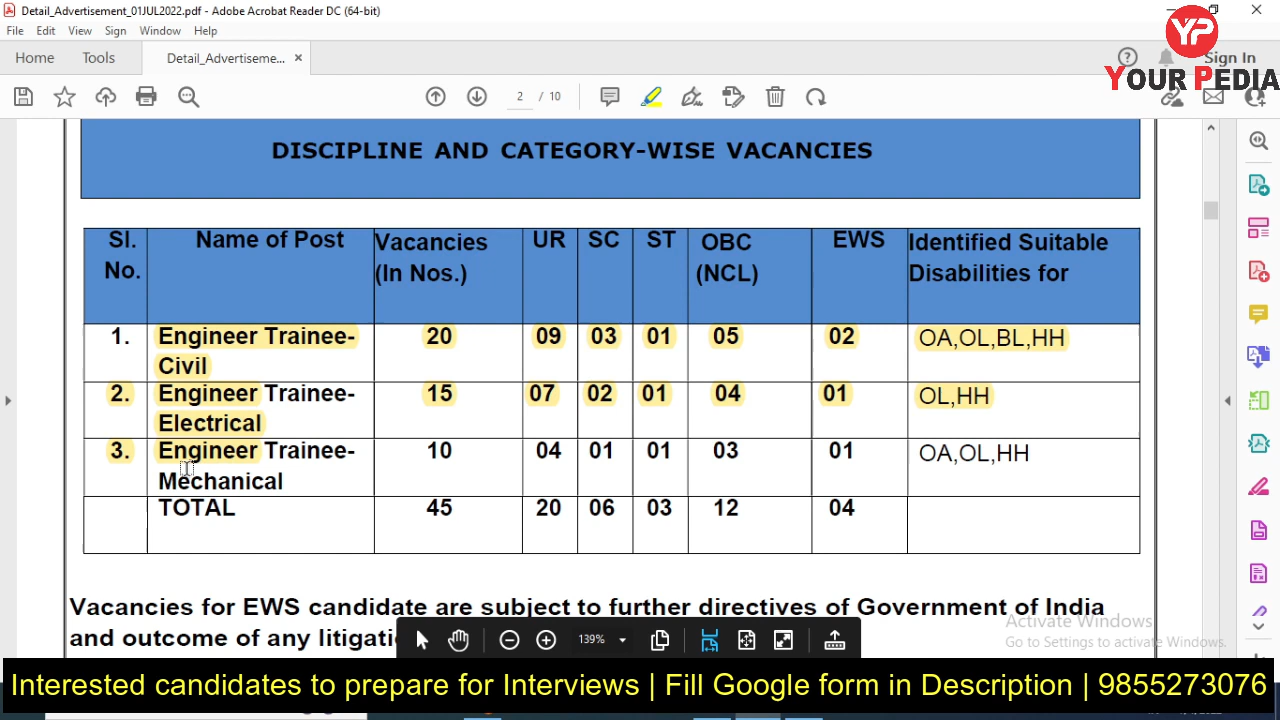 Detail_Advertisement_01JUL2022.pdf - Adobe Acrobat Reader DC (64-bit)
File Edit View Sign Window Help
YP
YOUR PEDIA
Home Tools Detail_Advertiseme... × Sign In
2 / 10
DISCIPLINE AND CATEGORY-WISE VACANCIES
Sl. Name of Post Vacancies UR SC ST OBC EWS Identified Suitable
No. (In Nos.) (NCL) Disabilities for
1. Engineer Trainee- 20 09 03 01 05 02 OA,OL,BL,HH
Civil
2. Engineer Trainee- 15 07 02 01 04 01 OL,HH
Electrical
3. Engineer Trainee- 10 04 01 01 03 01 OA,OL,HH
Mechanical
TOTAL 45 20 06 03 12 04
Vacancies for EWS candidate are subject to further directives of Government of India
and outcome of any
139%
Activate Windows
Go to Settings to activate Windows.
Interested candidates to prepare for Interviews | Fill Google form in Description | 9855273076